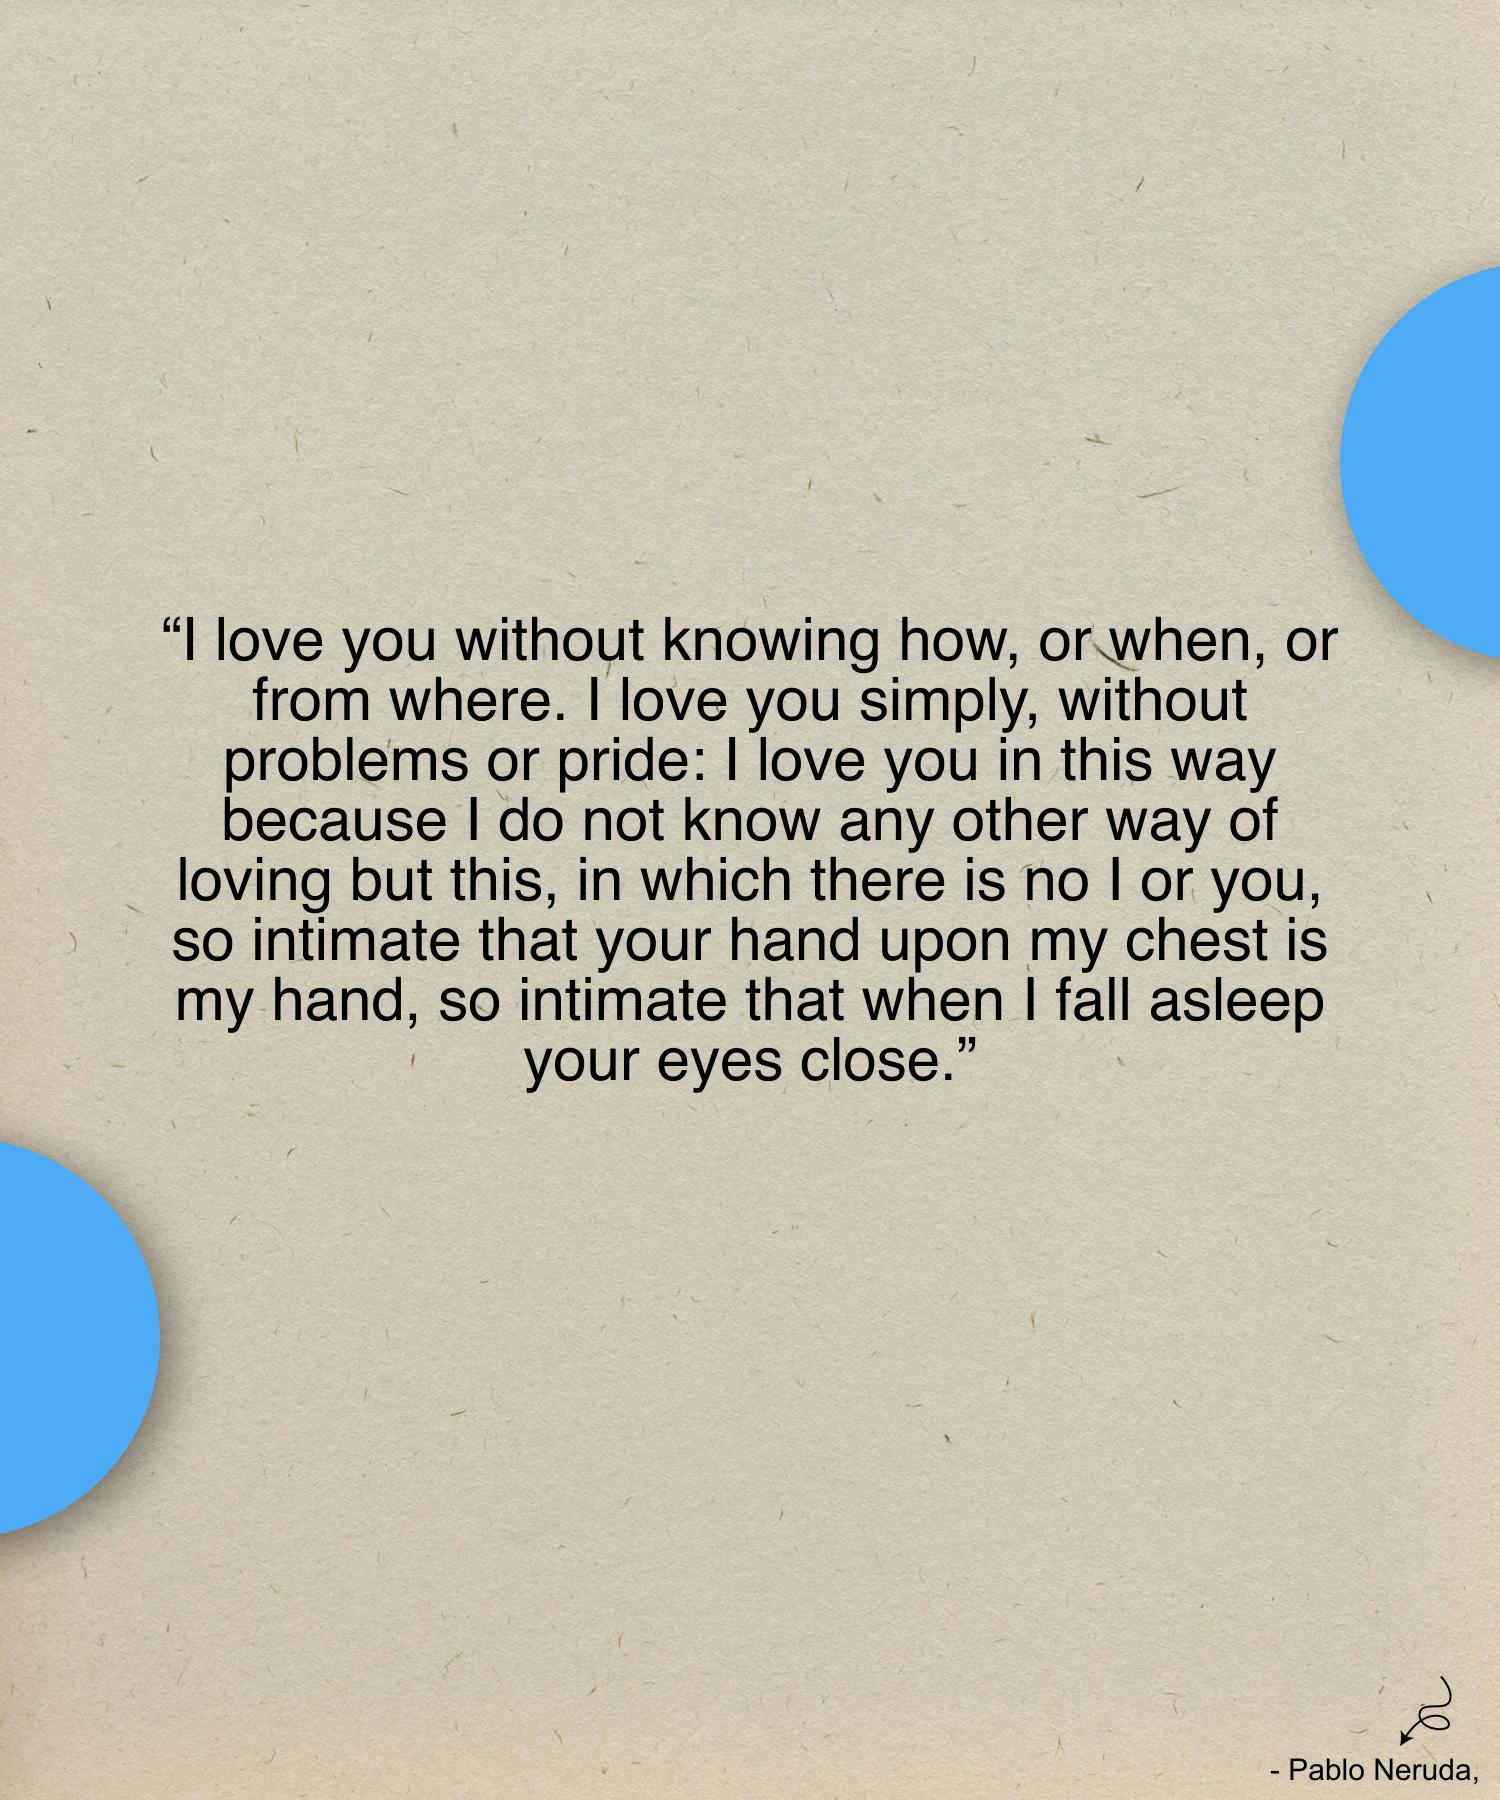 “I love you without knowing how, or when, or
from where. I love you simply, without
problems or pride: I love you in this way
because I do not know any other way of
loving but this, in which there is no I or you,
so intimate that your hand upon my chest is
my hand, so intimate that when I fall asleep
your eyes close.”
- Pablo Neruda,